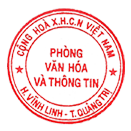 CỘNG HOÀ X.H.C.N VIỆT NAM
PHÒNG
VĂN HÓA
VÀ THÔNG TIN
H.VĨNH LINH - T.QUẢNG TRỊ